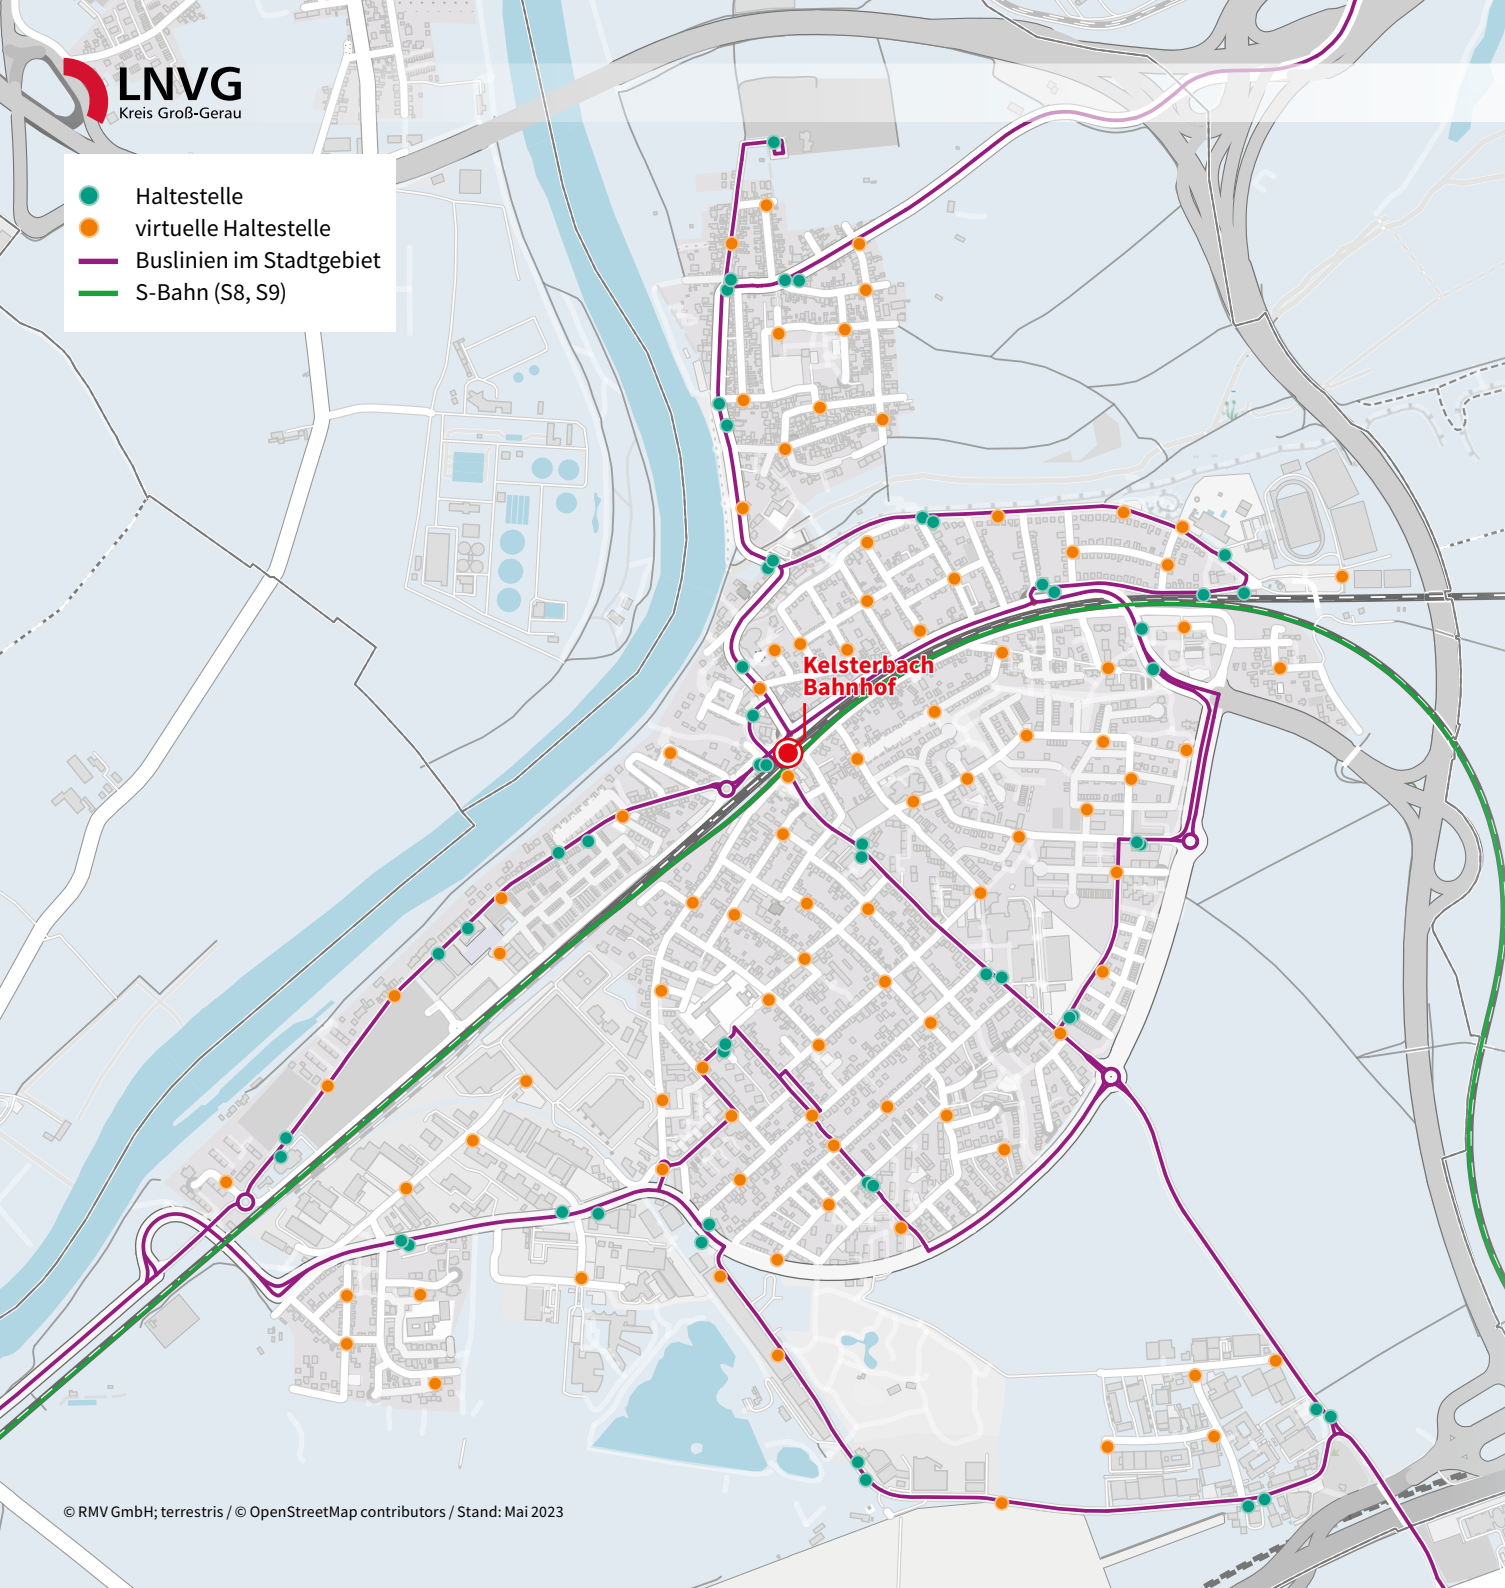 LNVG
Kreis Groß-Gerau
Haltestelle
virtuelle Haltestelle
Buslinien im Stadtgebiet
S-Bahn (S8, S9)
Kelsterbach
Bahnhof
© RMV GmbH; terrestris / © OpenStreetMap contributors / Stand: Mai 2023